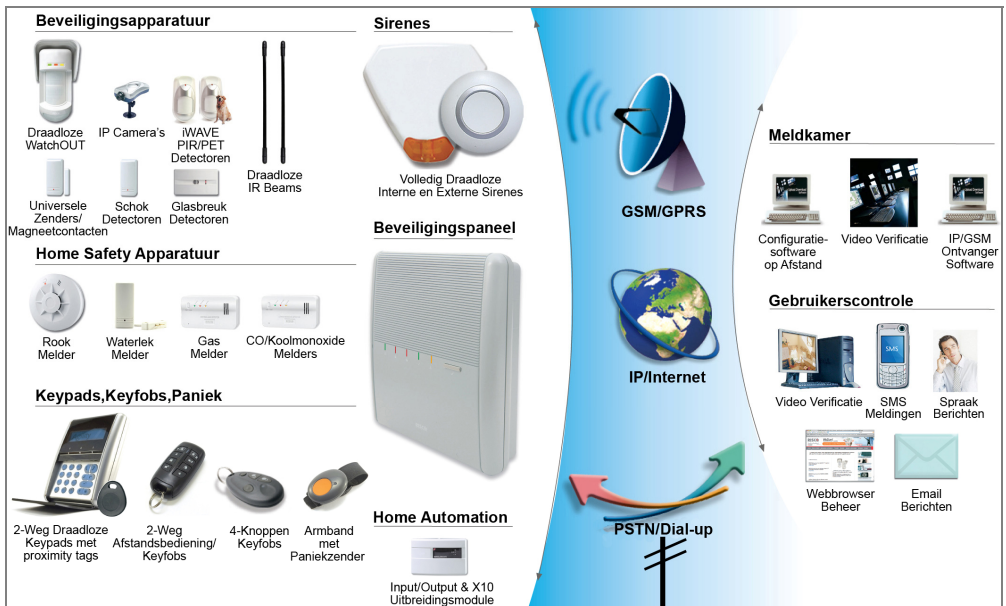 Beveiligingsapparatuur
Draadloze
WatchOUT
IP Camera's
iWAVE
PIR/PET
Detectoren
Draadloze
IR Beams
Universele
Zenders/
Magneetcontacten
Schok
Detectoren
Glasbreuk
Detectoren
Home Safety Apparatuur
Rook
Melder
Waterlek
Melder
Gas
Melder
CO/Koolmonoxide
Melders
Keypads,Keyfobs,Paniek
2-Weg Draadloze
Keypads met
proximity tags
2-Weg
Afstandsbediening/
Keyfobs
4-Knoppen
Keyfobs
Armband
met
Paniekzender
Sirenes
Volledig Draadloze
Interne en Externe Sirenes
Beveiligingspaneel
Home Automation
Input/Output & X10
Uitbreidingsmodule
GSM/GPRS
IP/Internet
PSTN/Dial-up
Meldkamer
Configuratie-
software
op Afstand
Video Verificatie
IP/GSM
Ontvanger
Software
Gebruikerscontrole
Video Verificatie
SMS
SMS
Meldingen
Spraak
Berichten
Webbrowser
Beheer
Email
Berichten